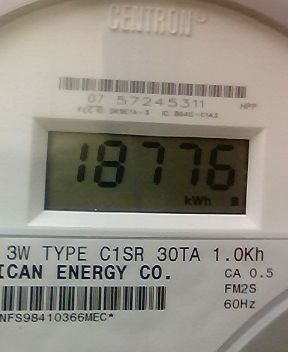 CENTRON
07 57245311 HPP
18776
kWh
3W TYPE C1SR 30TA 1.0Kh
ICAN ENERGY CO. CA 0.5
FM2S
NFS98410366MEC* 60Hz